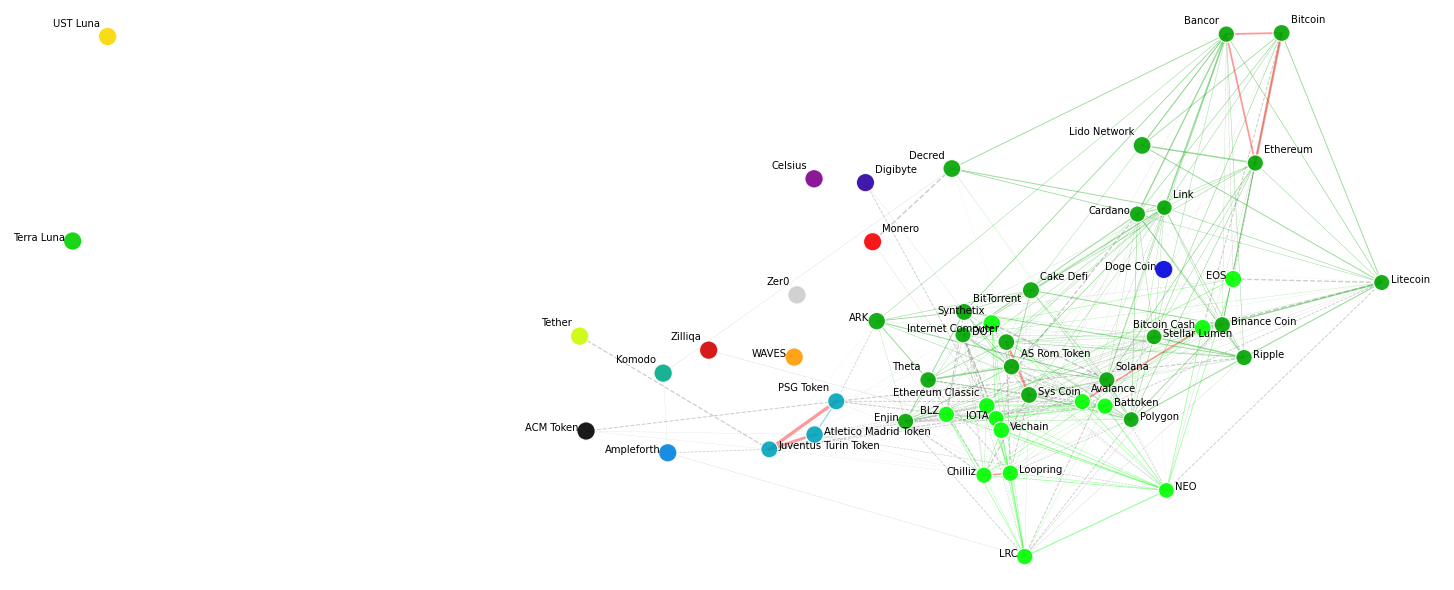 UST Luna
Bancor
Bitcoin
Lido Network
Ethereum
Decred
Celsius
Digibyte
Link
Cardano
Monero
Terra Luna
Doge Coin
EOS
Cake Defi
Litecoin
Zer0
BitTorrent
Synthetix
ARK
Tether
Internet Computer
DOT
Bitcoin Cash
Binance Coin
Stellar Lumen
Zilliqa
WAVES
AS Rom Token
Ripple
Komodo
Theta
Solana
PSG Token
Ethereum Classic
Sys Coin
Avalance
Battoken
BLZ
IOTA
Enjin
Polygon
ACM Token
Atletico Madrid Token
Vechain
Ampleforth
Juventus Turin Token
Chilliz
Loopring
NEO
LRC